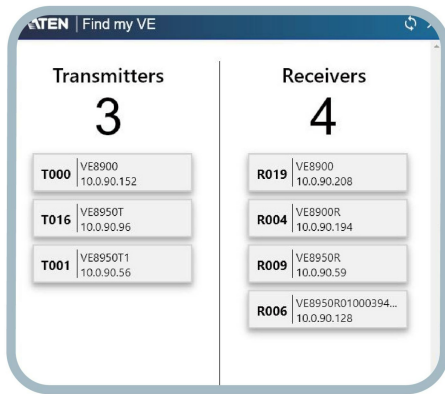 ATEN | Find my VE
Transmitters
3
T000 VE8900
10.0.90.152
T016 VE8950T
10.0.90.96
T001 VE8950T1
10.0.90.56
Receivers
4
R019 VE8900
10.0.90.208
R004 VE8900R
10.0.90.194
R009 VE8950R
10.0.90.59
R006 VE8950R01000394...
10.0.90.128